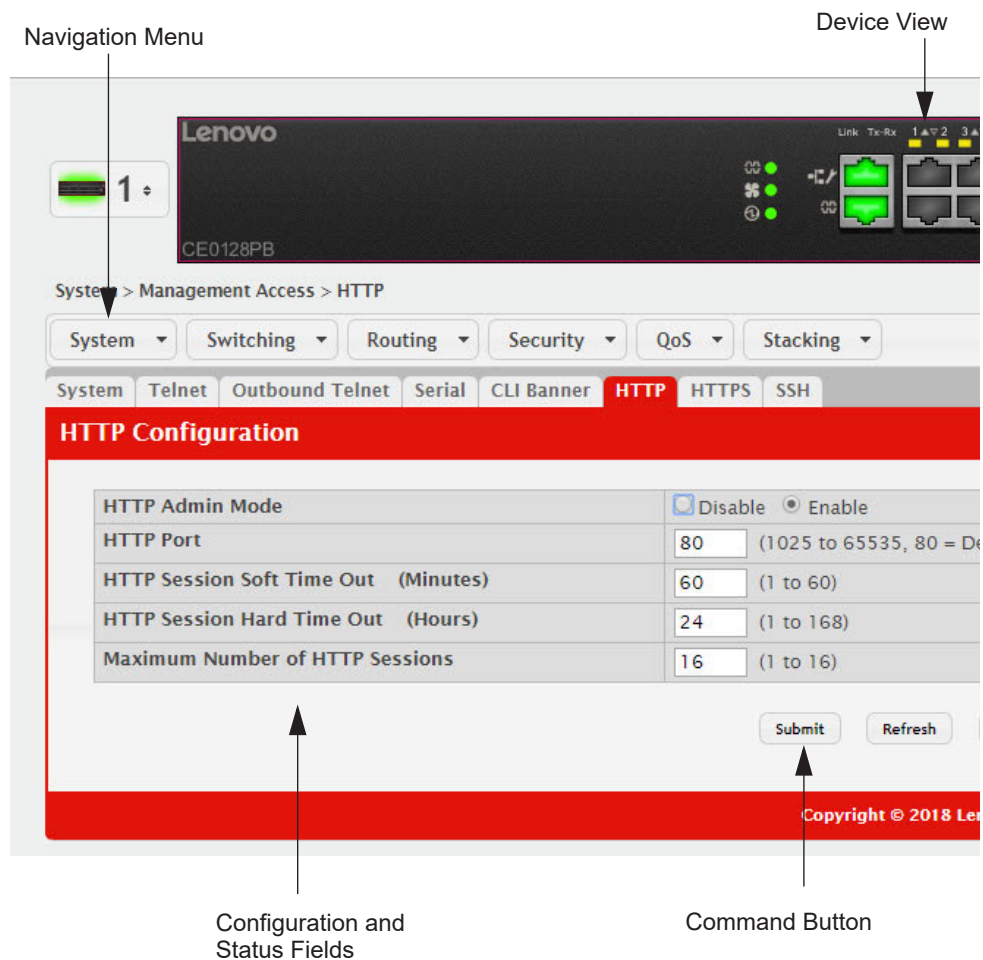 Navigation Menu
Device View
Lenovo
Link Tx-Rx 1 ▲▽ 2 3 ▲
1
CE0128PB
System > Management Access > HTTP
System Switching Routing Security QoS Stacking
System Telnet Outbound Telnet Serial CLI Banner HTTP HTTPS SSH
HTTP Configuration
HTTP Admin Mode Disable Enable
HTTP Port 80 (1025 to 65535, 80 = De
HTTP Session Soft Time Out (Minutes) 60 (1 to 60)
HTTP Session Hard Time Out (Hours) 24 (1 to 168)
Maximum Number of HTTP Sessions 16 (1 to 16)
Submit Refresh
Copyright © 2018 Len
Configuration and
Status Fields
Command Button